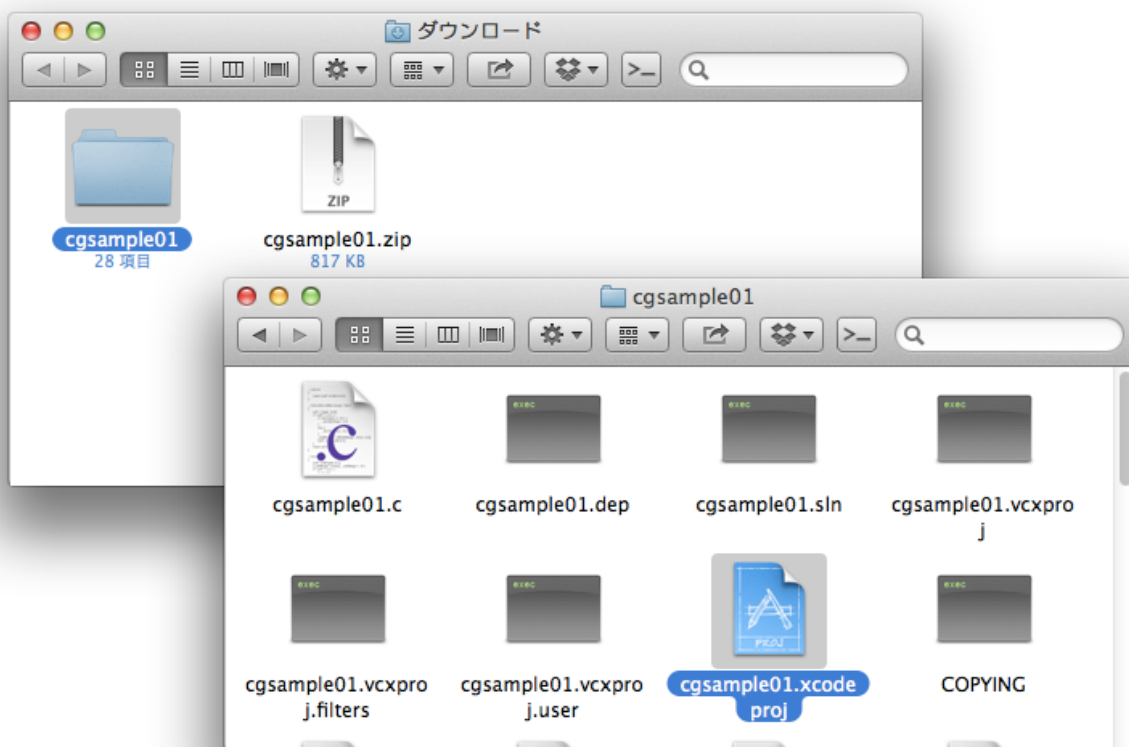 ダウンロード
ZIP
cgsample01
cgsample01.zip
28 項目
817 KB
cgsample01
.c
exec
exec
exec
cgsample01.c
cgsample01.dep
cgsample01.sln
cgsample01.vcxpro
j
exec
exec
PROJ
exec
cgsample01.vcxpro
j.filters
cgsample01.vcxpro
j.user
cgsample01.xcode
proj
COPYING